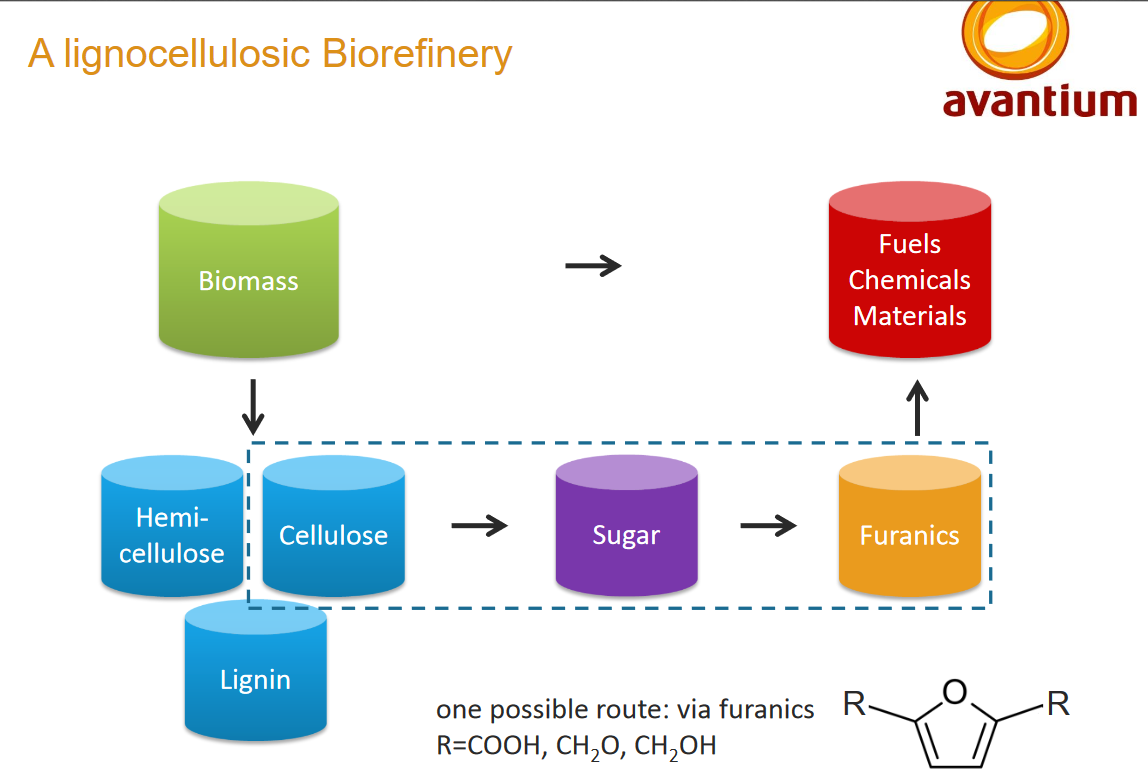 A lignocellulosic Biorefinery
avantium
Biomass
Fuels
Chemicals
Materials
Hemi-
cellulose
Cellulose
Sugar
Furanics
Lignin
one possible route: via furanics
R=COOH, CH₂O, CH₂OH
R
O
R